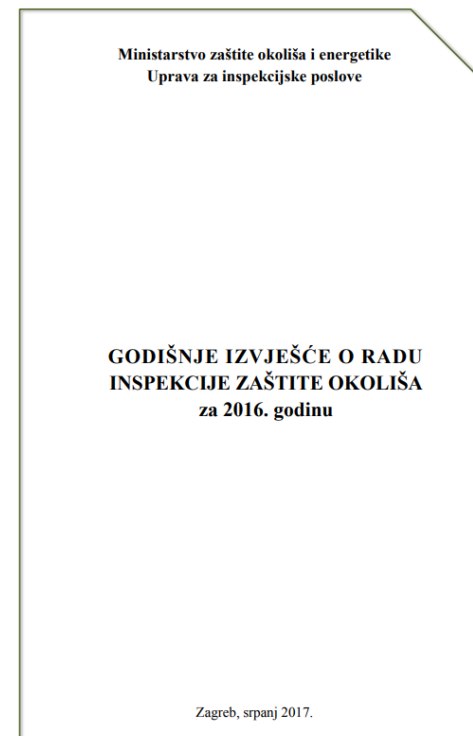 Ministarstvo zaštite okoliša i energetike
Uprava za inspekcijske poslove
GODIŠNJE IZVJEŠĆE O RADU
INSPEKCIJE ZAŠTITE OKOLIŠA
za 2016. godinu
Zagreb, srpanj 2017.